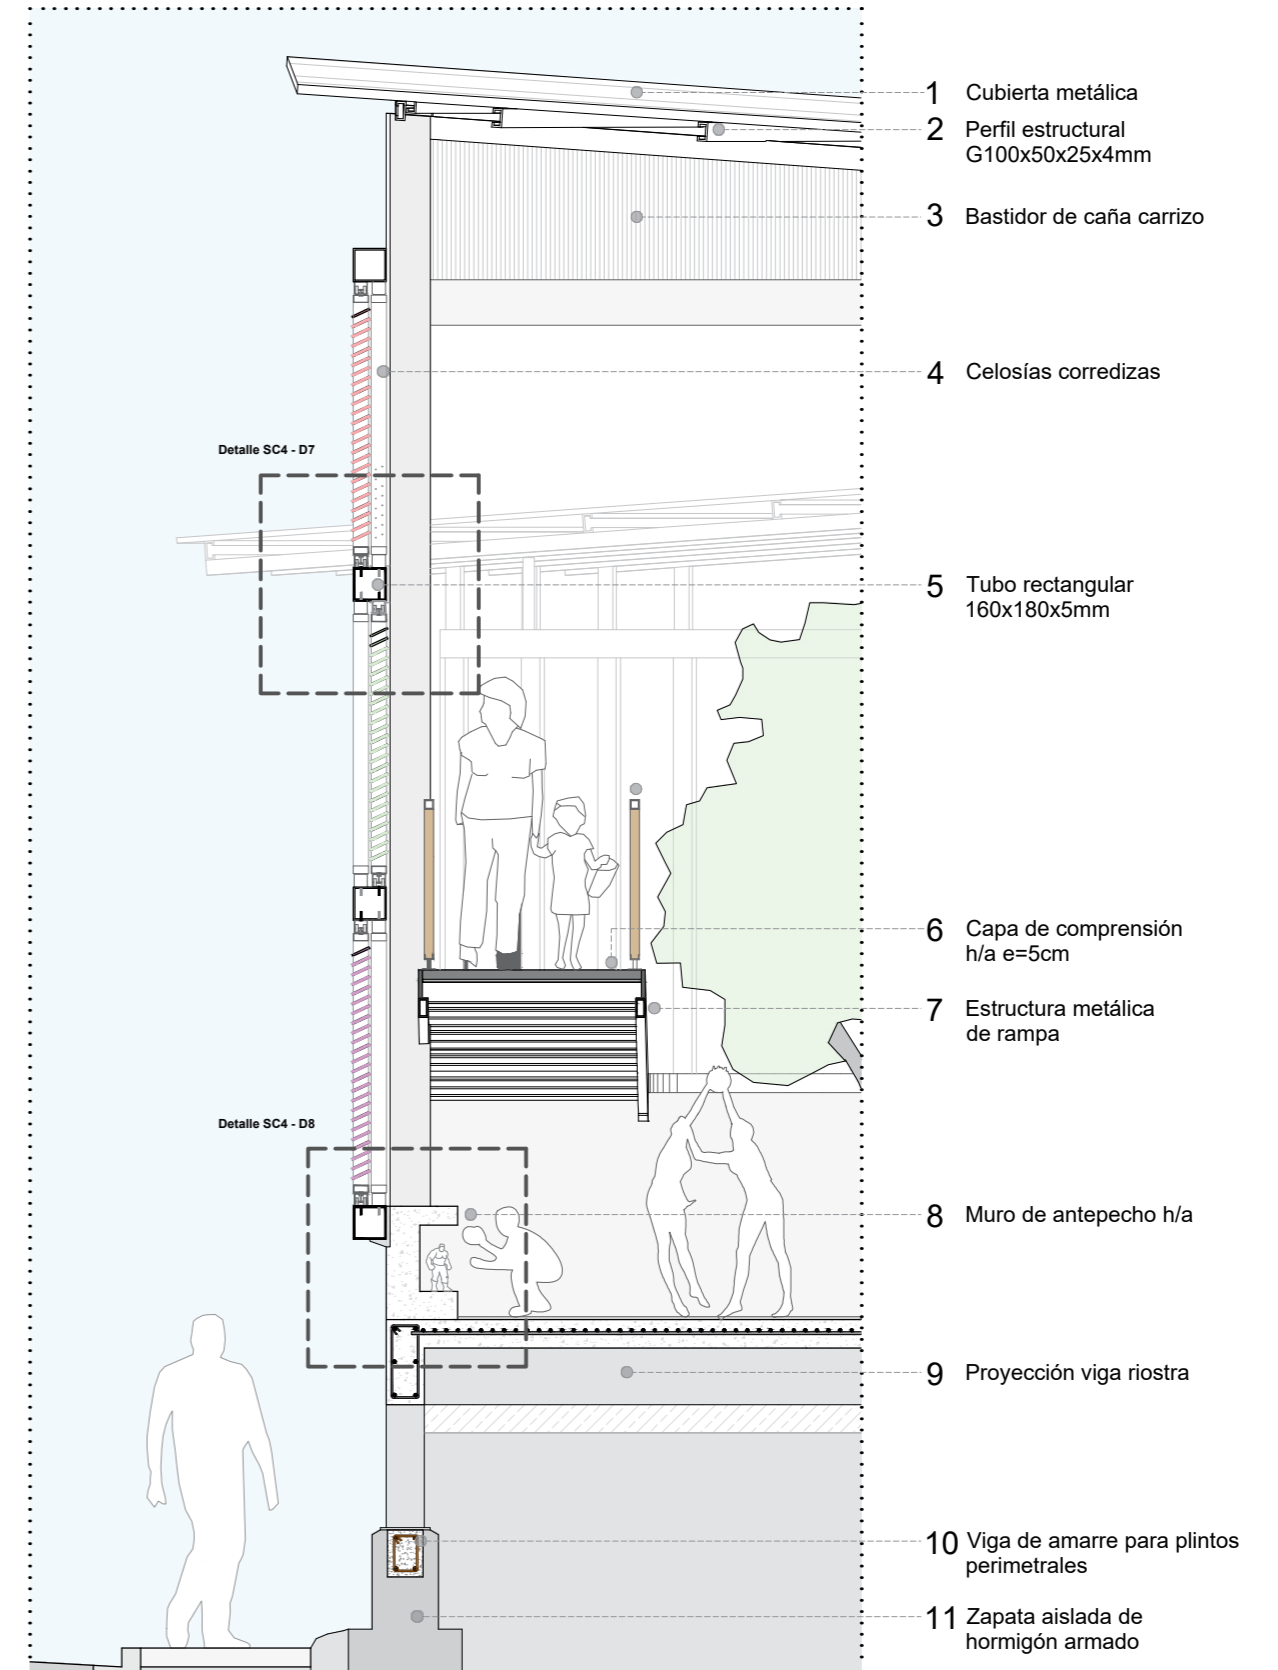 1 Cubierta metálica
2 Perfil estructural
G100x50x25x4mm
3 Bastidor de caña carrizo
4 Celosías corredizas
Detalle SC4 - D7
5 Tubo rectangular
160x180x5mm
6 Capa de comprensión
h/a e=5cm
7 Estructura metálica
de rampa
Detalle SC4 - D8
8 Muro de antepecho h/a
9 Proyección viga riostra
10 Viga de amarre para plintos
perimetrales
11 Zapata aislada de
hormigón armado